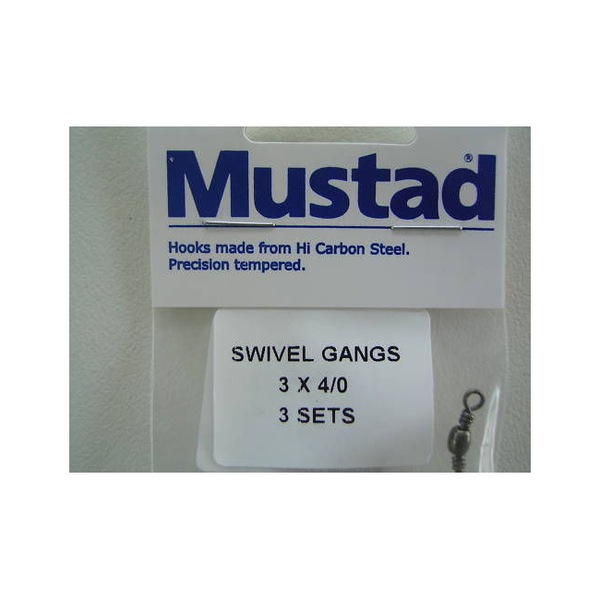 Mustad®
Hooks made from Hi Carbon Steel.
Precision tempered.
SWIVEL GANGS
3 X 4/0
3 SETS